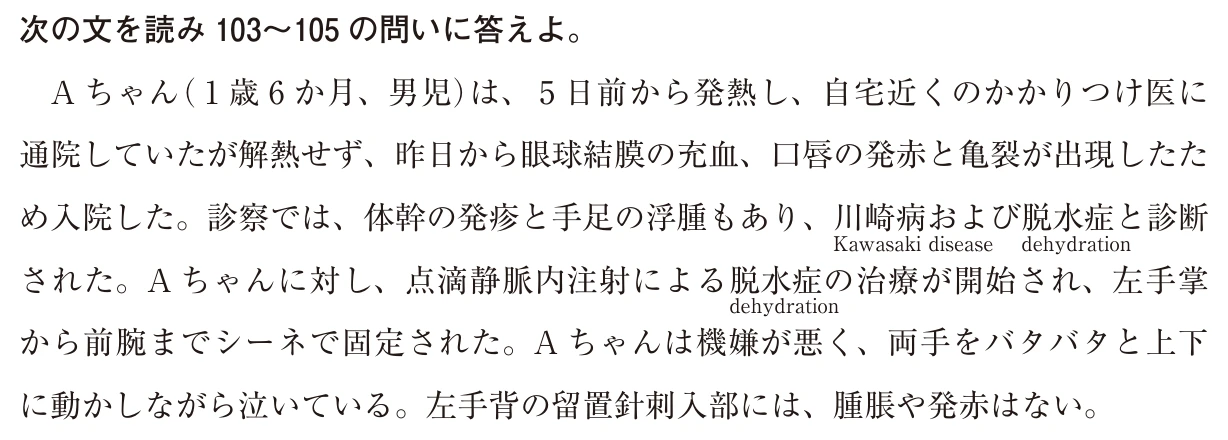 次の文を読み 103〜105 の問いに答えよ。
A ちゃん(1 歳 6 か月、男児)は、5 日前から発熱し、自宅近くのかかりつけ医に
通院していたが解熱せず、昨日から眼球結膜の充血、口唇の発赤と亀裂が出現したた
め入院した。診察では、体幹の発疹と手足の浮腫もあり、川崎病および脱水症と診断
Kawasaki disease dehydration
された。A ちゃんに対し、点滴静脈内注射による脱水症の治療が開始され、左手掌
dehydration
から前腕までシーネで固定された。A ちゃんは機嫌が悪く、両手をバタバタと上下
に動かしながら泣いている。左手背の留置針刺入部には、腫脹や発赤はない。